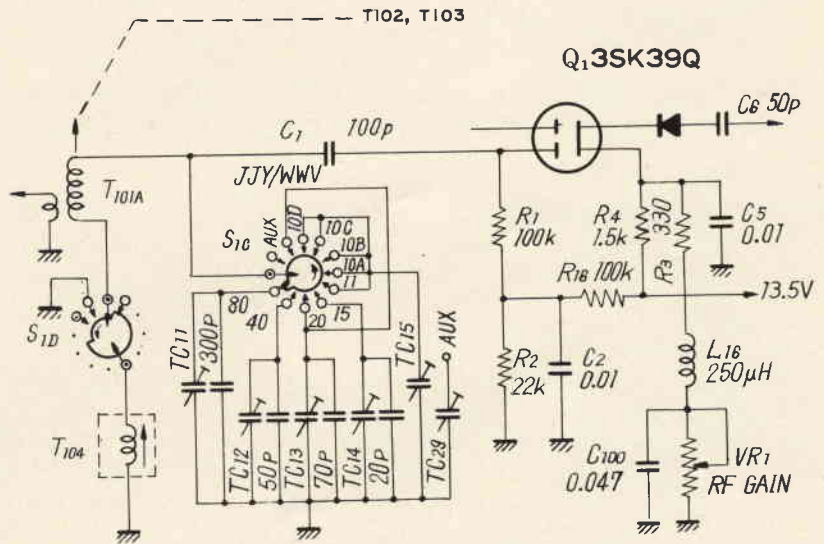 T102, T103
Q1 3SK39Q
C6 50p
C1
100p
JJY/WWV
T101A
S1C
AUX
10D
10C
10B
10A
11
15
20
40
80
R1
100k
R4
1.5k
330
R3
C5
0.01
R18 100k
13.5V
S1D
TC11
300P
TC15
AUX
R2
22k
C2
0.01
L16
250μH
T104
TC12
50P
TC13
70P
TC14
20P
TC29
C100
0.047
VR1
RF GAIN